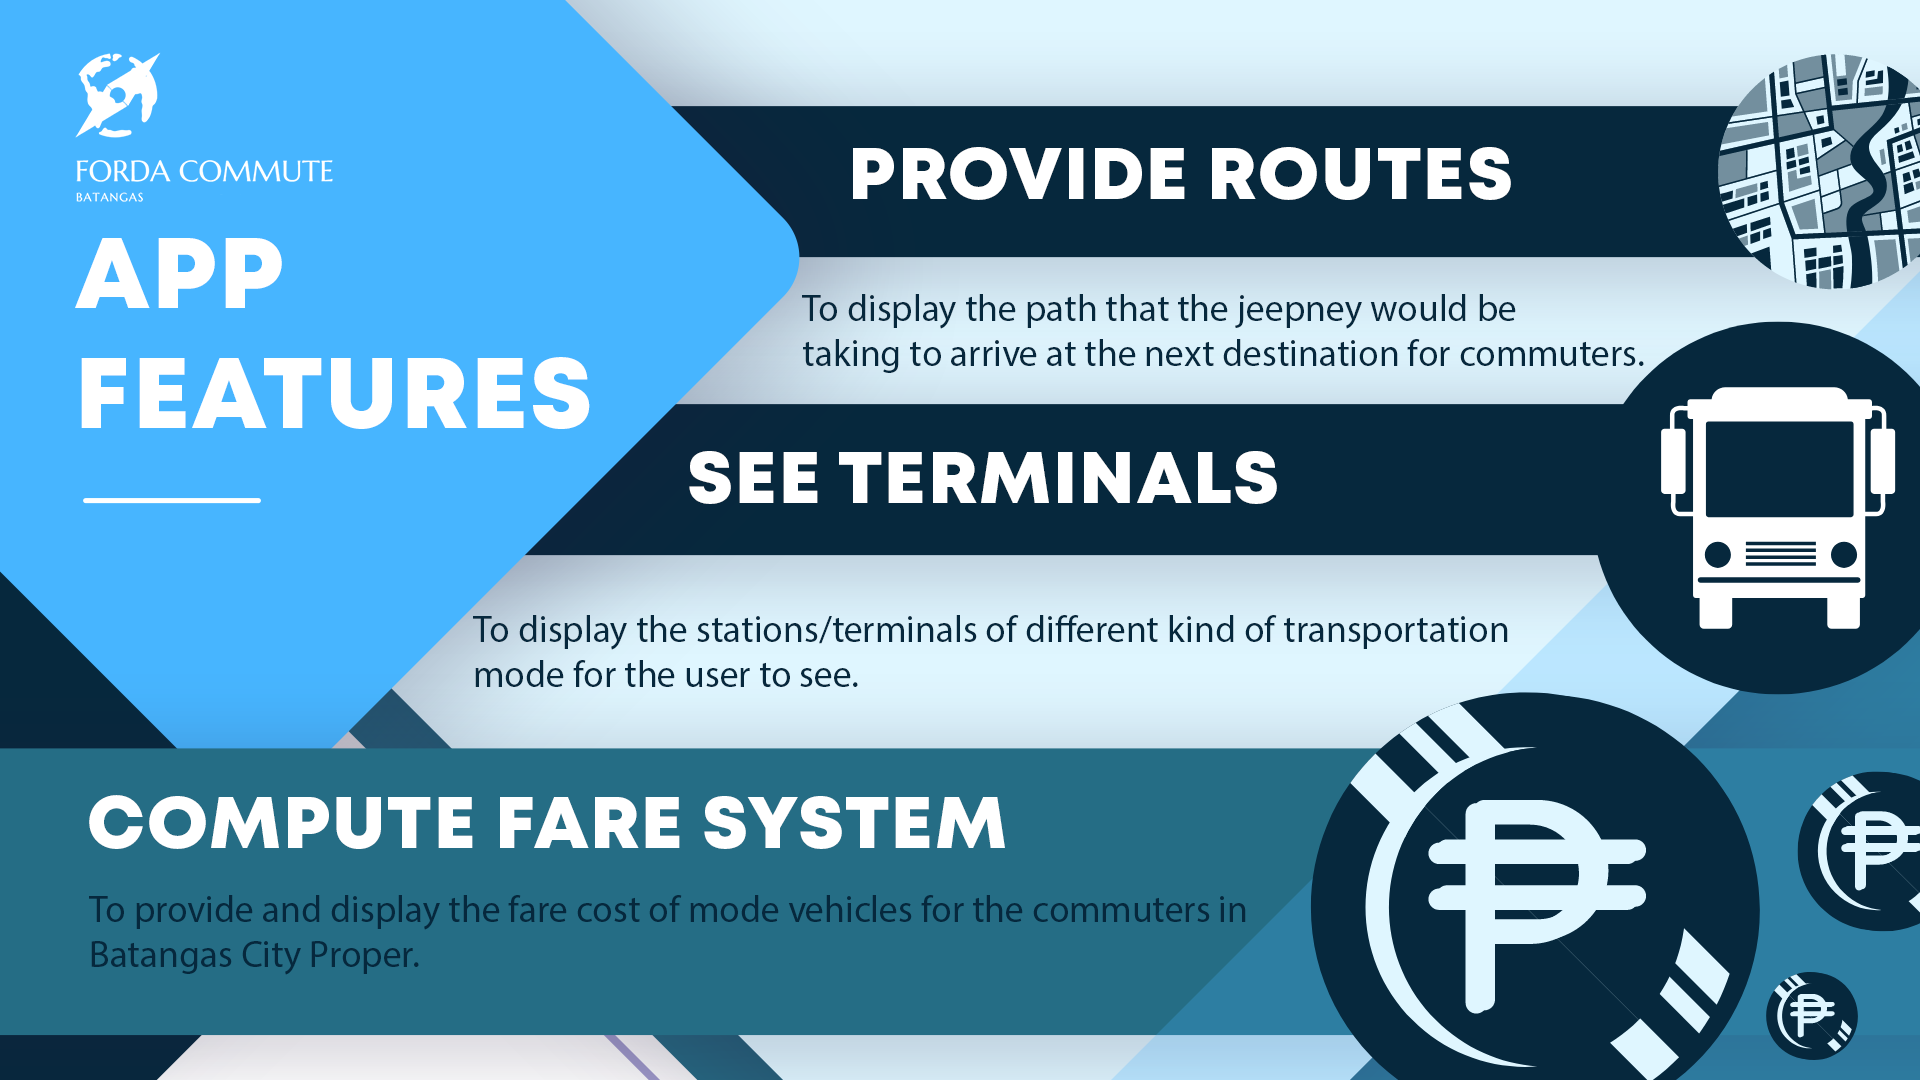 FORDA COMMUTE
BATANGAS
APP
FEATURES
PROVIDE ROUTES
To display the path that the jeepney would be
taking to arrive at the next destination for commuters.
SEE TERMINALS
To display the stations/terminals of different kind of transportation
mode for the user to see.
COMPUTE FARE SYSTEM
To provide and display the fare cost of mode vehicles for the commuters in
Batangas City Proper.